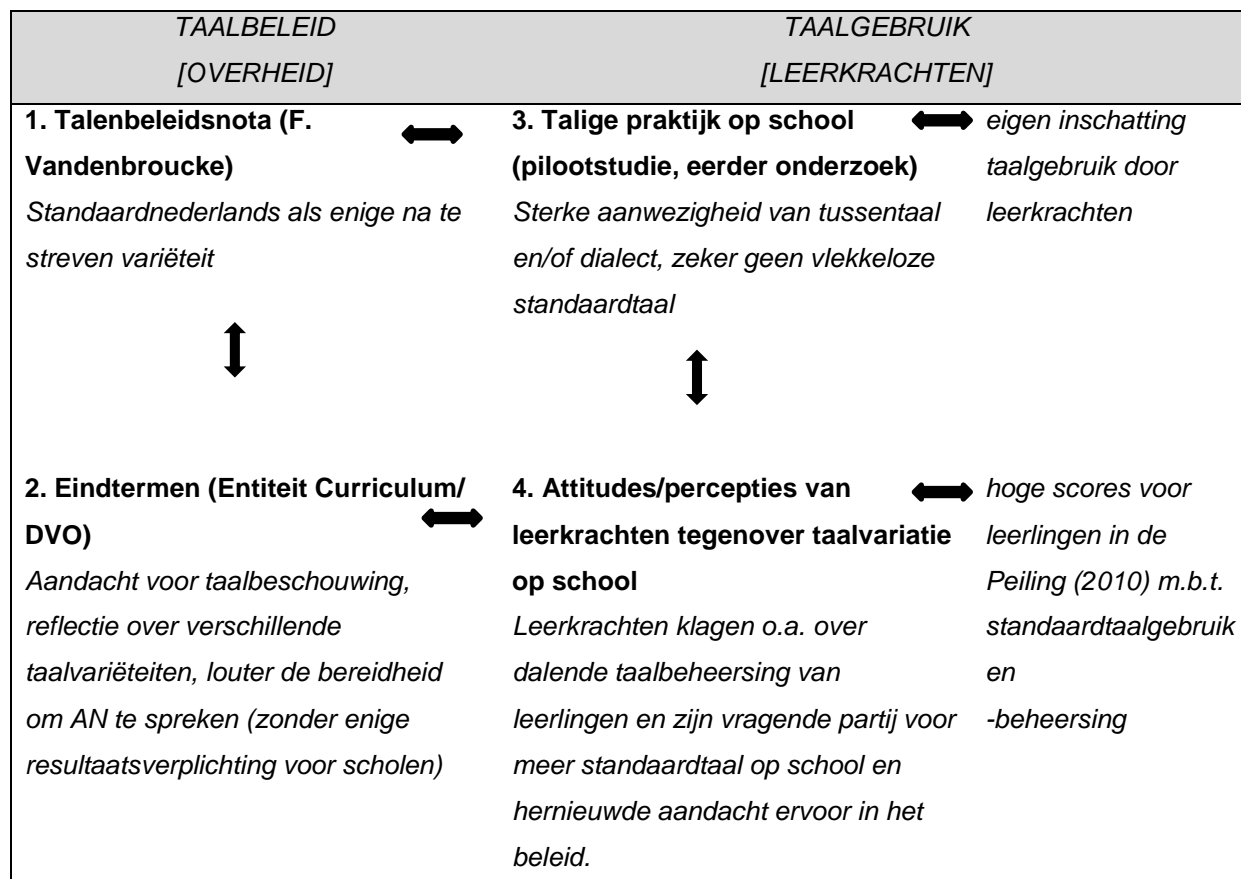 TAALBELEID
[OVERHEID]
TAALGEBRUIK
[LEERKRACHTEN]
1. Talenbeleidsnota (F.
Vandenbroucke)
Standaardnederlands als enige na te
streven variëteit
3. Talige praktijk op school
(pilootstudie, eerder onderzoek)
Sterke aanwezigheid van tussentaal
en/of dialect, zeker geen vlekkeloze
standaardtaal
eigen inschatting
taalgebruik door
leerkrachten
2. Eindtermen (Entiteit Curriculum/
DVO)
Aandacht voor taalbeschouwing,
reflectie over verschillende
taalvariëteiten, louter de bereidheid
om AN te spreken (zonder enige
resultaatsverplichting voor scholen)
4. Attitudes/percepties van
leerkrachten tegenover taalvariatie
op school
Leerkrachten klagen o.a. over
dalende taalbeheersing van
leerlingen en zijn vragende partij voor
meer standaardtaal op school en
hernieuwde aandacht ervoor in het
beleid.
hoge scores voor
leerlingen in de
Peiling (2010) m.b.t.
standaardtaalgebruik
en
-beheersing